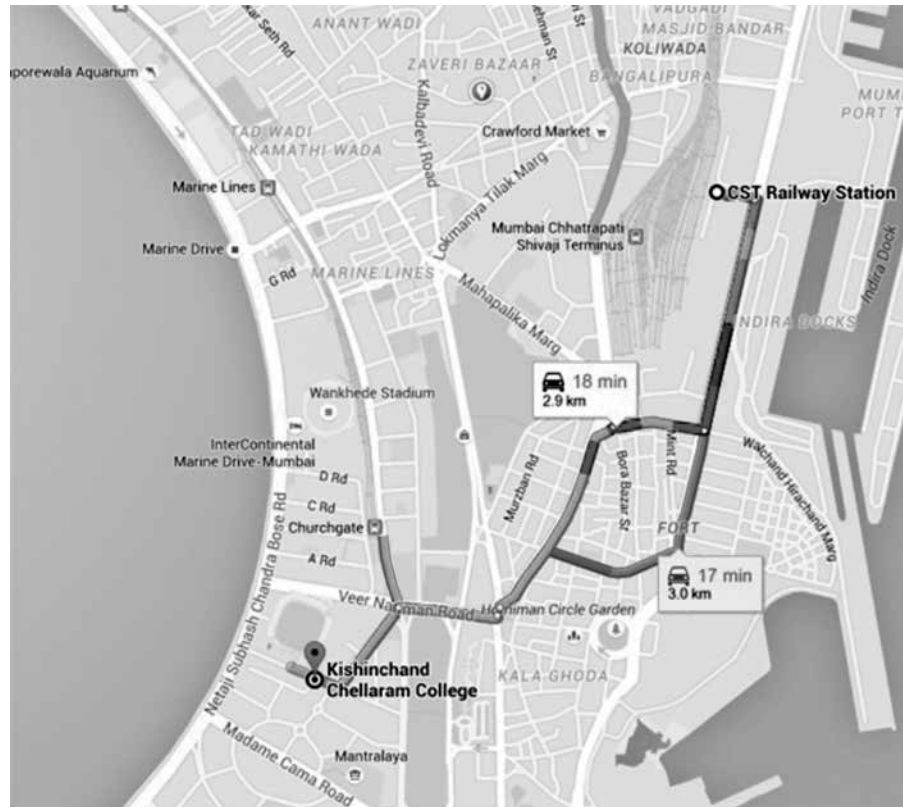 ANANT WADI
VADGADI
MASJID BANDAR
KOLIWADA
ZAVERI BAZAAR
BANGALIPURA
aporewala Aquarium
Kalbadevi Road
Crawford Market
TAD WADI
KAMATHI WADA
Marine Lines
Lokmanya Tilak Marg
CST Railway Station
Mumbai Chhatrapati
Shivaji Terminus
Marine Drive
G Rd
MARINE LINES
Mahapalika Marg
Indira Dock
INDIRA DOCKS
18 min
2.9 km
Wankhede Stadium
InterContinental
Marine Drive-Mumbai
D Rd
C Rd
A Rd
Churchgate
Murzban Rd
Bora Bazar St
Mint Rd
Walchand Hirachand Marg
FORT
17 min
3.0 km
Netaji Subhash Chandra Bose Rd
Veer Nariman Road
Horniman Circle Garden
Kishinchand
Chellaram College
KALA GHODA
Madame Cama Road
Mantralaya